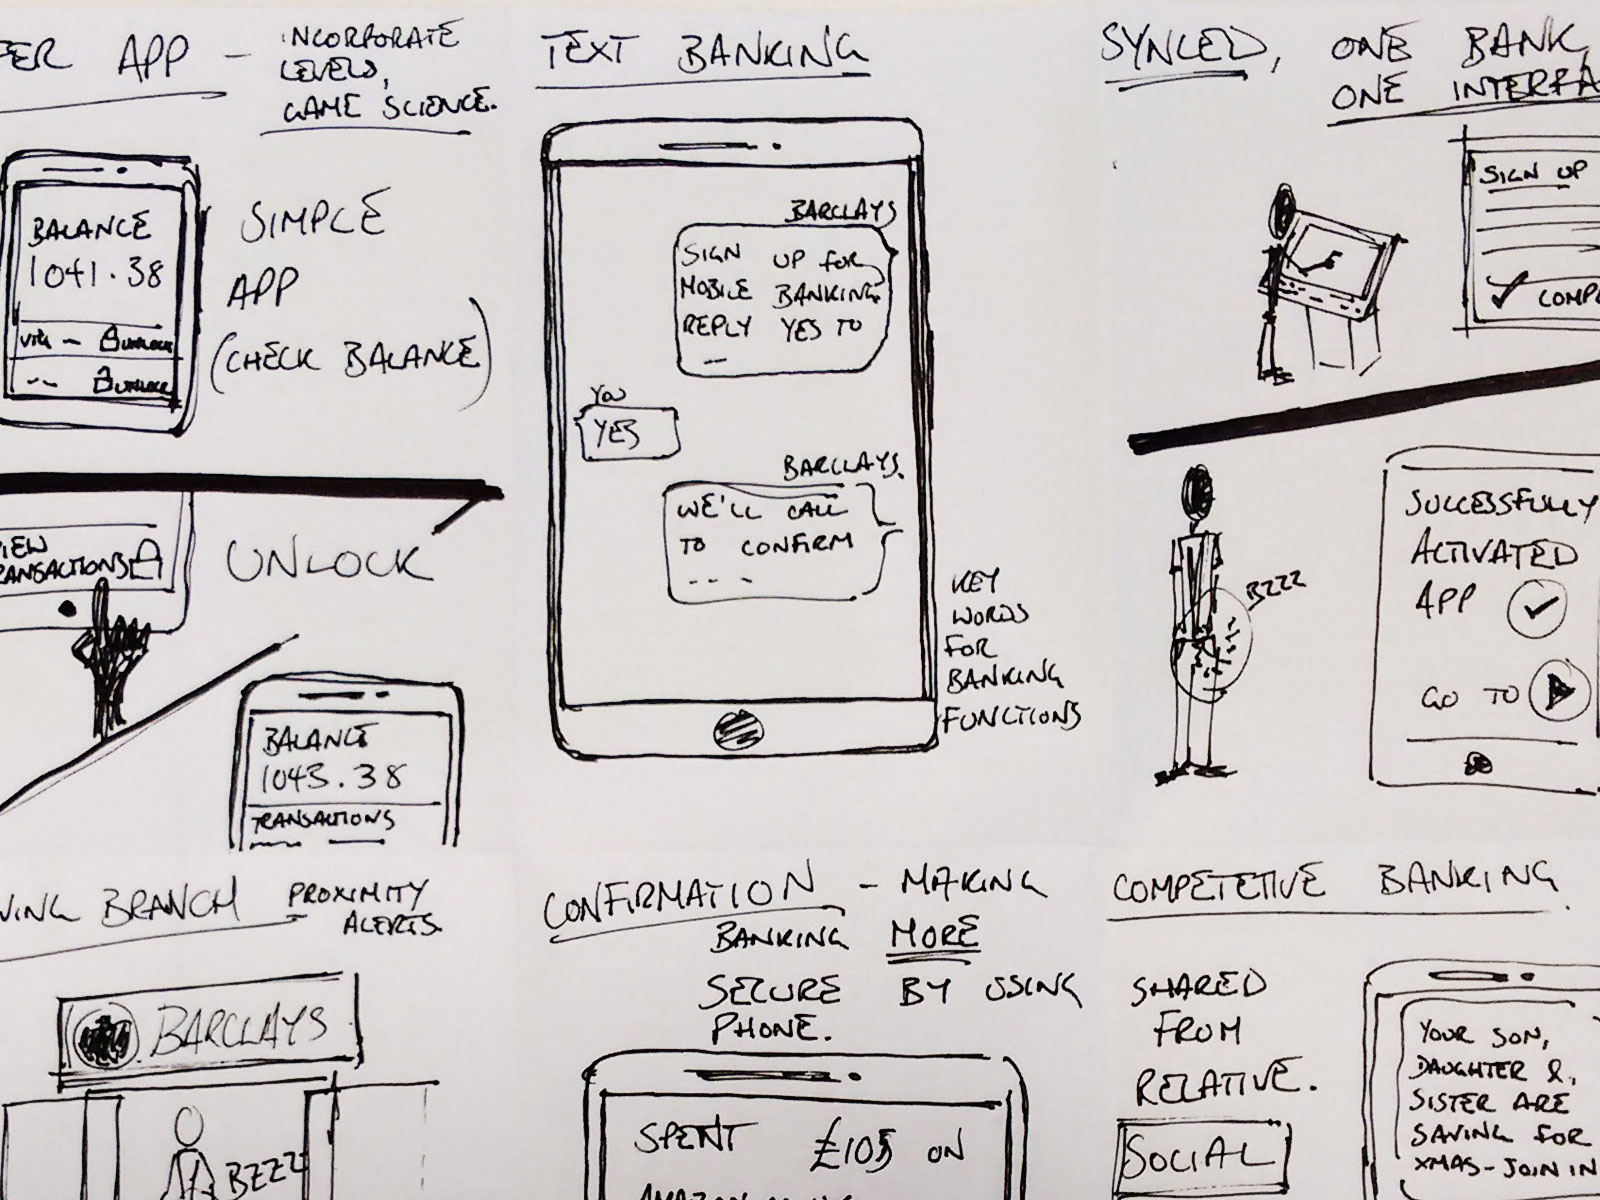 PER APP - INCORPORATE
LEVELS,
GAME SCIENCE.
BALANCE
1041.38
UNLOCK
UNLOCK
SIMPLE
APP
(CHECK BALANCE)
VIEW
TRANSACTIONS
UNLOCK
BALANCE
1043.38
TRANSACTIONS
TEXT BANKING
BARCLAYS
SIGN UP FOR
MOBILE BANKING.
REPLY YES TO
YOU
YES
BARCLAYS.
WE'LL CALL
TO CONFIRM
KEY
WORDS
FOR
BANKING
FUNCTIONS
SYNCED, ONE BANK,
ONE INTERFA
SIGN UP
COMP
BZZZ
SUCCESSFULLY
ACTIVATED
APP
GO TO
VING BRANCH - PROXIMITY
ALERTS.
BARCLAYS
BZZZ
CONFIRMATION - MAKING
BANKING MORE
SECURE BY USING
PHONE.
SPENT £105 ON
AMAZON
COMPETETIVE BANKING.
SHARED
FROM
RELATIVE.
SOCIAL
YOUR SON,
DAUGHTER &
SISTER ARE
SAVING FOR
XMAS - JOIN IN